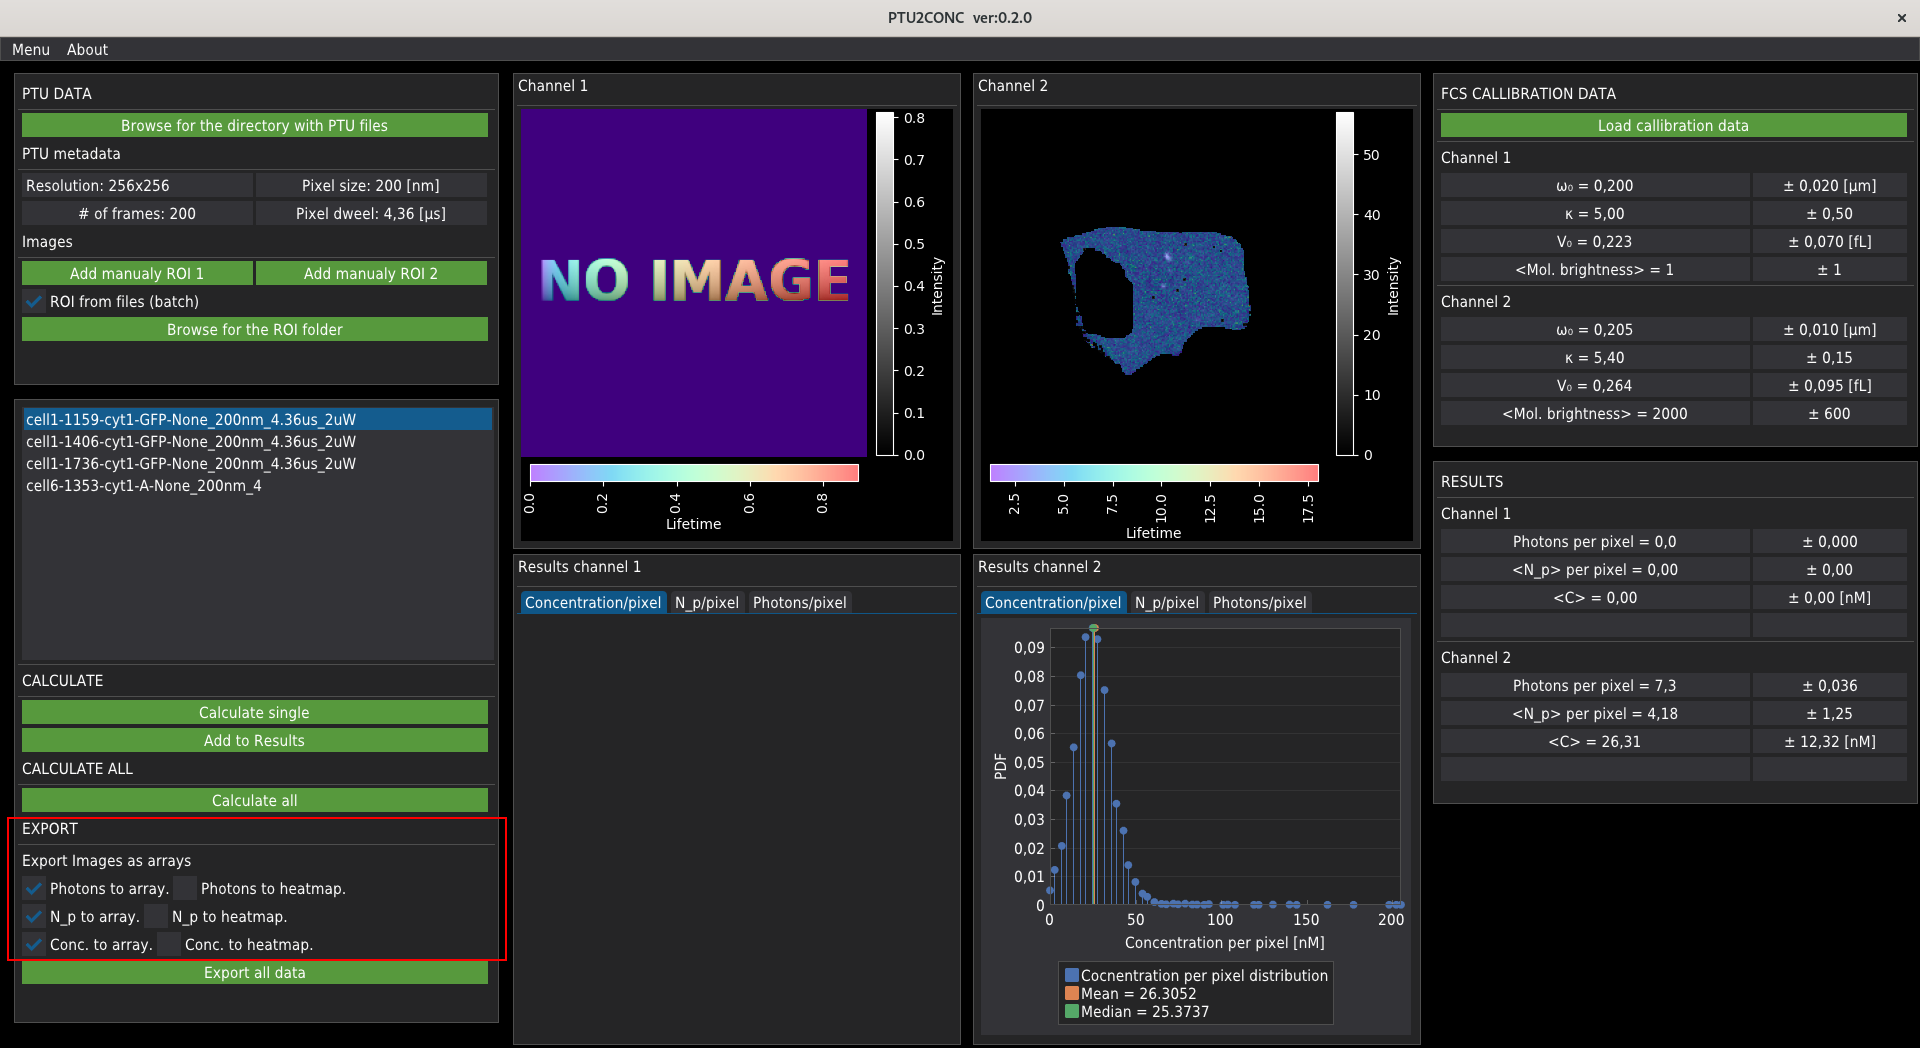 PTU2CONC ver:0.2.0
×
Menu About
PTU DATA
Browse for the directory with PTU files
PTU metadata
Resolution: 256x256 Pixel size: 200 [nm]
# of frames: 200 Pixel dweel: 4,36 [µs]
Images
Add manualy ROI 1 Add manualy ROI 2
ROI from files (batch)
Browse for the ROI folder
cell1-1159-cyt1-GFP-None_200nm_4.36us_2uW
cell1-1406-cyt1-GFP-None_200nm_4.36us_2uW
cell1-1736-cyt1-GFP-None_200nm_4.36us_2uW
cell6-1353-cyt1-A-None_200nm_4
CALCULATE
Calculate single
Add to Results
CALCULATE ALL
Calculate all
EXPORT
Export Images as arrays
Photons to array. Photons to heatmap.
N_p to array. N_p to heatmap.
Conc. to array. Conc. to heatmap.
Export all data
Channel 1
NO IMAGE
0.8
0.7
0.6
0.5
0.4
0.3
0.2
0.1
0.0
Intensity
0.0 0.2 0.4 0.6 0.8
Lifetime
Channel 2
50
40
30
20
10
0
Intensity
2.5 5.0 7.5 10.0 12.5 15.0 17.5
Lifetime
Results channel 1
Concentration/pixel N_p/pixel Photons/pixel
Results channel 2
Concentration/pixel N_p/pixel Photons/pixel
0,09
0,08
0,07
0,06
0,05
0,04
0,03
0,02
0,01
0
PDF
0 50 100 150 200
Concentration per pixel [nM]
Cocnentration per pixel distribution
Mean = 26.3052
Median = 25.3737
FCS CALLIBRATION DATA
Load callibration data
Channel 1
ω₀ = 0,200 ± 0,020 [µm]
κ = 5,00 ± 0,50
V₀ = 0,223 ± 0,070 [fL]
<Mol. brightness> = 1 ± 1
Channel 2
ω₀ = 0,205 ± 0,010 [µm]
κ = 5,40 ± 0,15
V₀ = 0,264 ± 0,095 [fL]
<Mol. brightness> = 2000 ± 600
RESULTS
Channel 1
Photons per pixel = 0,0 ± 0,000
<N_p> per pixel = 0,00 ± 0,00
<C> = 0,00 ± 0,00 [nM]
Channel 2
Photons per pixel = 7,3 ± 0,036
<N_p> per pixel = 4,18 ± 1,25
<C> = 26,31 ± 12,32 [nM]